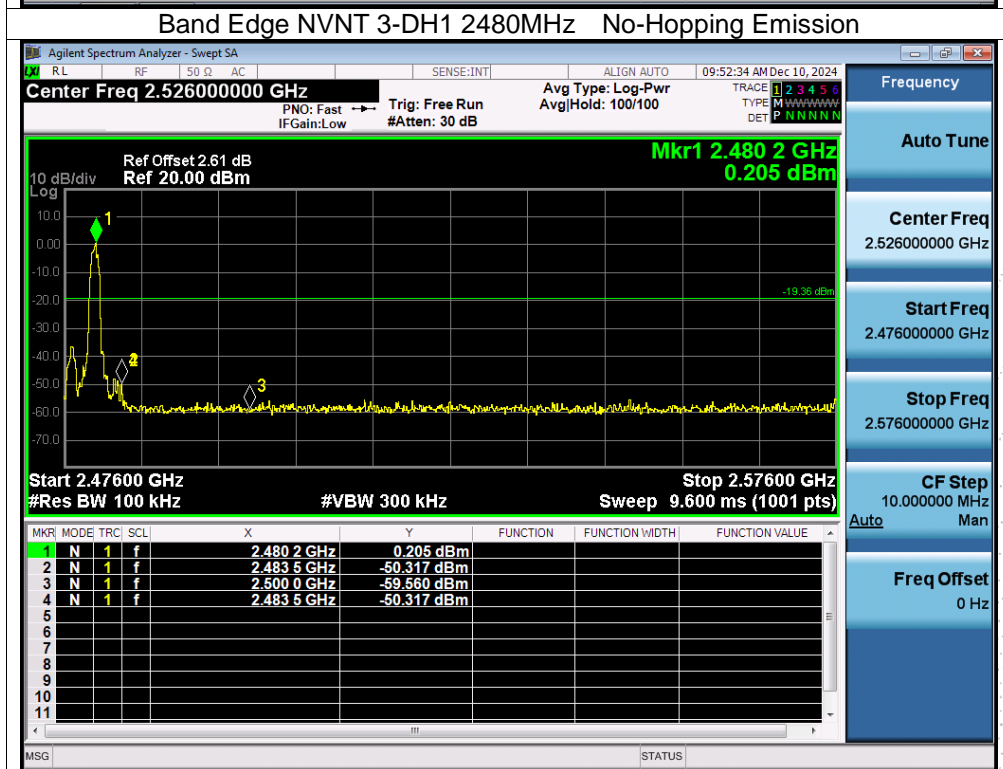 Band Edge NVNT 3-DH1 2480MHz No-Hopping Emission
Agilent Spectrum Analyzer - Swept SA
LXI RL RF 50 Ω AC SENSE:INT ALIGN AUTO 09:52:34 AM Dec 10, 2024
Center Freq 2.526000000 GHz
PNO: Fast
IFGain:Low
Trig: Free Run
#Atten: 30 dB
Avg Type: Log-Pwr
Avg|Hold: 100/100
TRACE 1 2 3 4 5 6
TYPE M WWWWW
DET P N N N N N
Mkr1 2.480 2 GHz
0.205 dBm
Ref Offset 2.61 dB
10 dB/div Ref 20.00 dBm
Log
10.0
0.00
-10.0
-20.0
-30.0
-40.0
-50.0
-60.0
-70.0
1
2
3
-19.36 dBm
Start 2.47600 GHz Stop 2.57600 GHz
#Res BW 100 kHz #VBW 300 kHz Sweep 9.600 ms (1001 pts)
MKR MODE TRC SCL X Y FUNCTION FUNCTION WIDTH FUNCTION VALUE
1 N 1 f 2.480 2 GHz 0.205 dBm
2 N 1 f 2.483 5 GHz -50.317 dBm
3 N 1 f 2.500 0 GHz -59.560 dBm
4 N 1 f 2.483 5 GHz -50.317 dBm
5
6
7
8
9
10
11
MSG STATUS
Frequency
Auto Tune
Center Freq
2.526000000 GHz
Start Freq
2.476000000 GHz
Stop Freq
2.576000000 GHz
CF Step
10.000000 MHz
Auto Man
Freq Offset
0 Hz